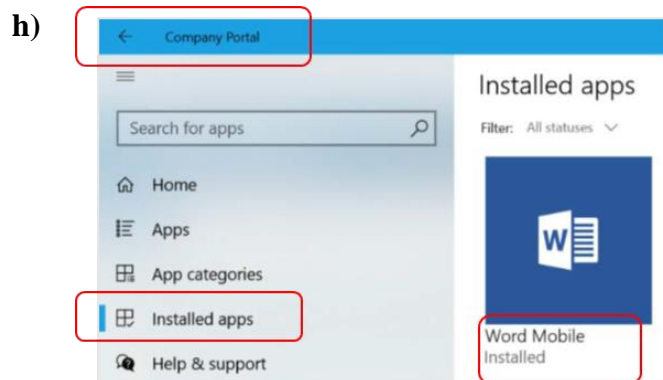 h)
Company Portal
Search for apps
Home
Apps
App categories
Installed apps
Help & support
Installed apps
Filter: All statuses
W
Word Mobile
Installed